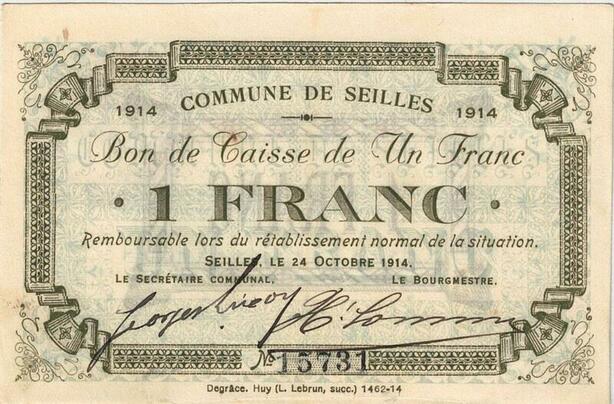 COMMUNE DE SEILLES
1914 1914
Bon de Caisse de Un Franc
· 1 FRANC ·
Remboursable lors du rétablissement normal de la situation.
SEILLES, LE 24 OCTOBRE 1914.
LE SECRÉTAIRE COMMUNAL, LE BOURGMESTRE.
No 13731
Degrâce. Huy (L. Lebrun, succ.) 1462-14